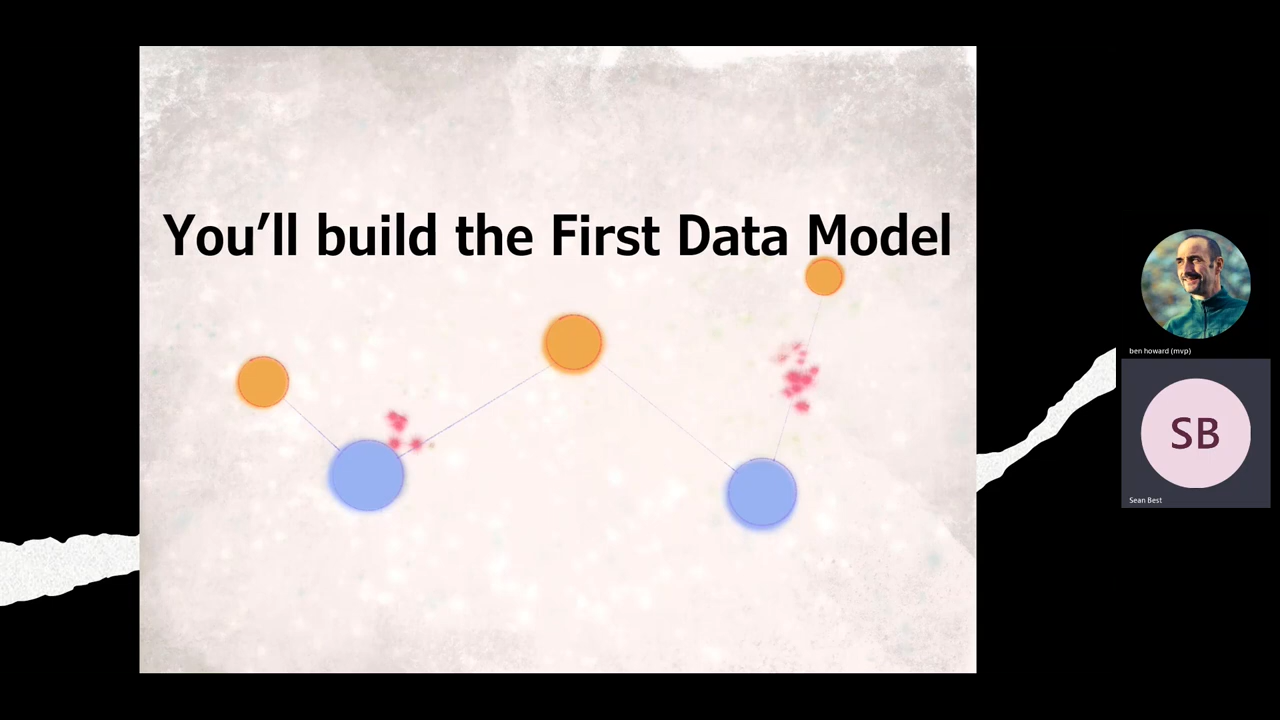 You’ll build the First Data Model
ben howard (mvp)
SB
Sean Best